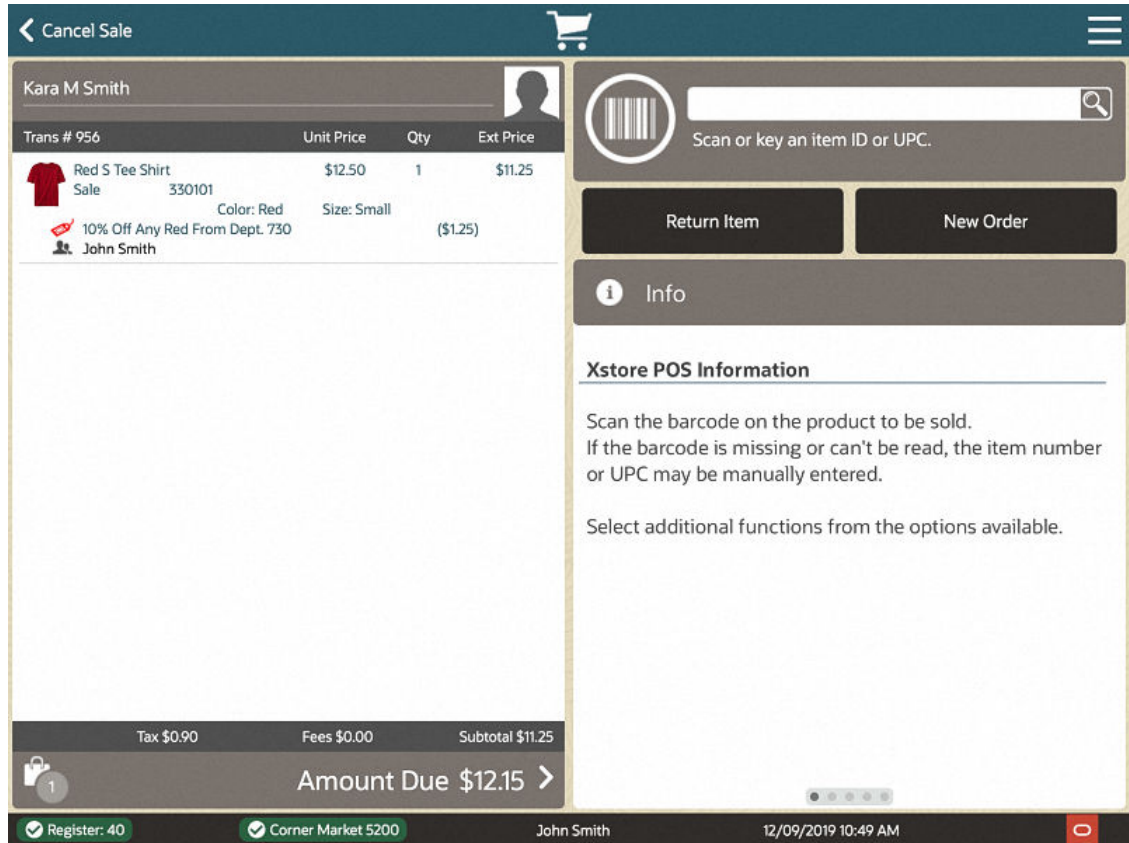 Cancel Sale
Kara M Smith
Trans # 956 Unit Price Qty Ext Price
Red S Tee Shirt $12.50 1 $11.25
Sale 330101
Color: Red Size: Small
10% Off Any Red From Dept. 730 ($1.25)
John Smith
Tax $0.90 Fees $0.00 Subtotal $11.25
1
Amount Due $12.15
Scan or key an item ID or UPC.
Return Item New Order
Info
Xstore POS Information
Scan the barcode on the product to be sold.
If the barcode is missing or can't be read, the item number
or UPC may be manually entered.
Select additional functions from the options available.
Register: 40 Corner Market 5200 John Smith 12/09/2019 10:49 AM